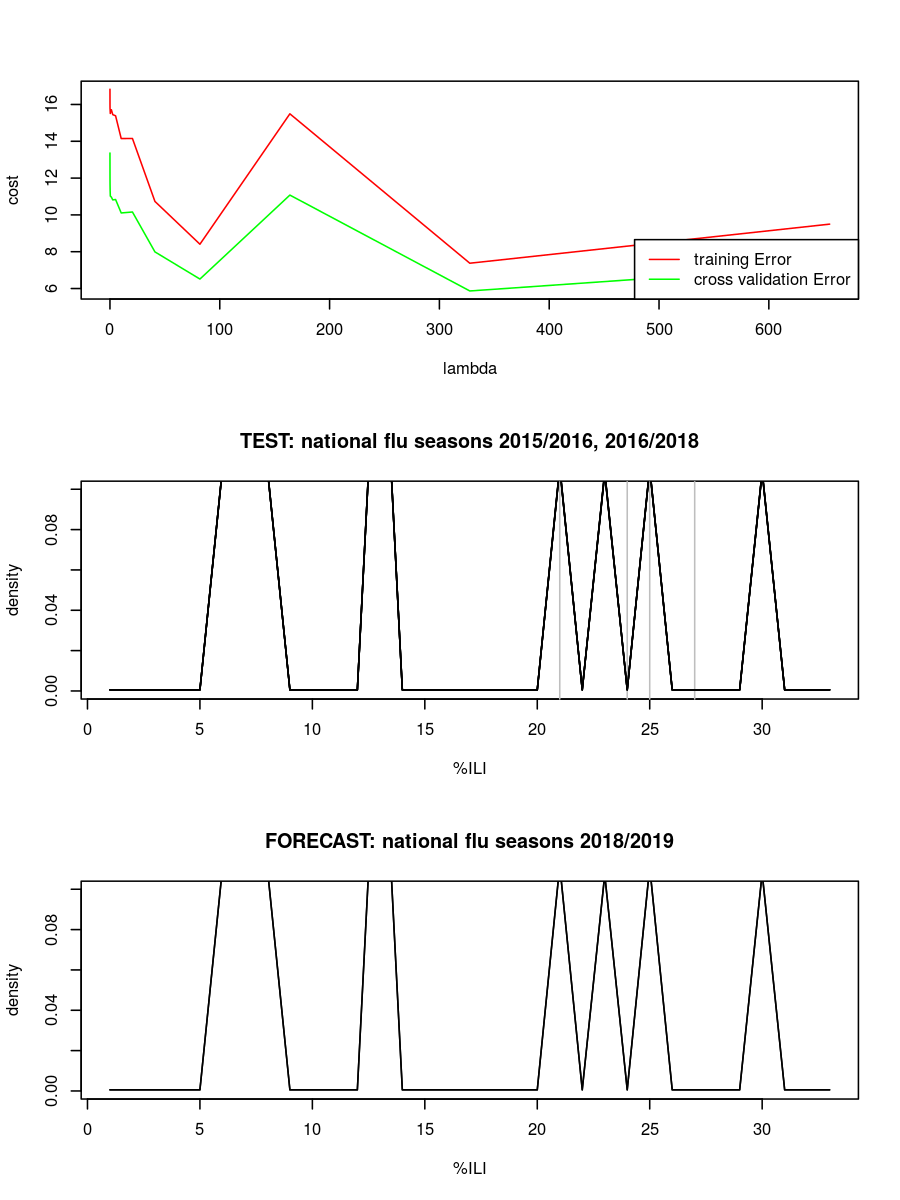 cost
16
14
12
10
8
6
training Error
cross validation Error
0 100 200 300 400 500 600
lambda
TEST: national flu seasons 2015/2016, 2016/2018
density
0.08
0.04
0.00
0 5 10 15 20 25 30
%ILI
FORECAST: national flu seasons 2018/2019
density
0.08
0.04
0.00
0 5 10 15 20 25 30
%ILI